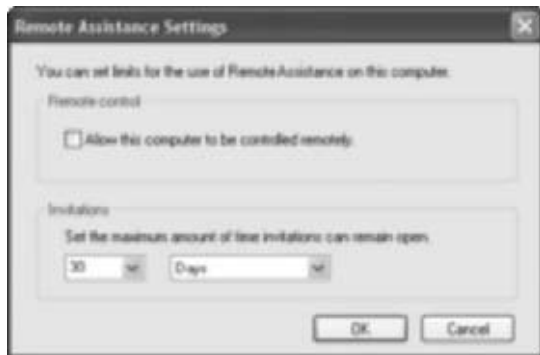 Remote Assistance Settings
You can set limits for the use of Remote Assistance on this computer.
Remote control
Allow this computer to be controlled remotely.
Invitations
Set the maximum amount of time invitations can remain open.
30 Days
OK Cancel